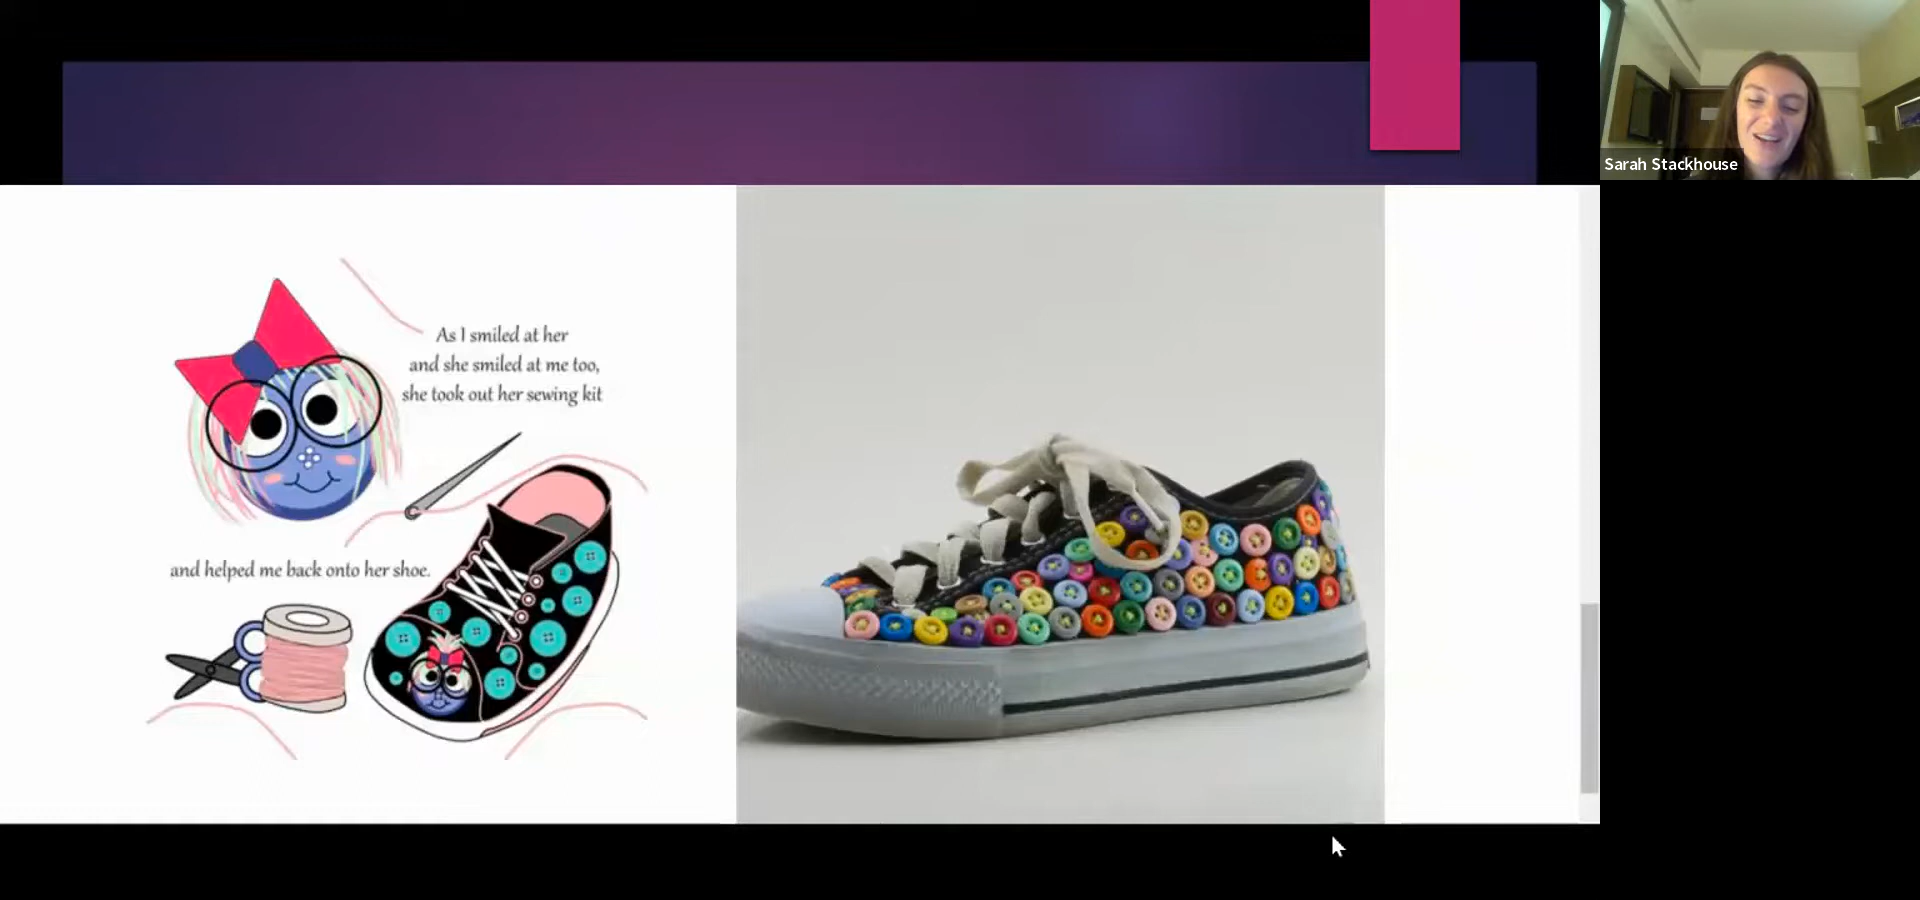 Sarah Stackhouse
As I smiled at her
and she smiled at me too,
she took out her sewing kit
and helped me back onto her shoe.